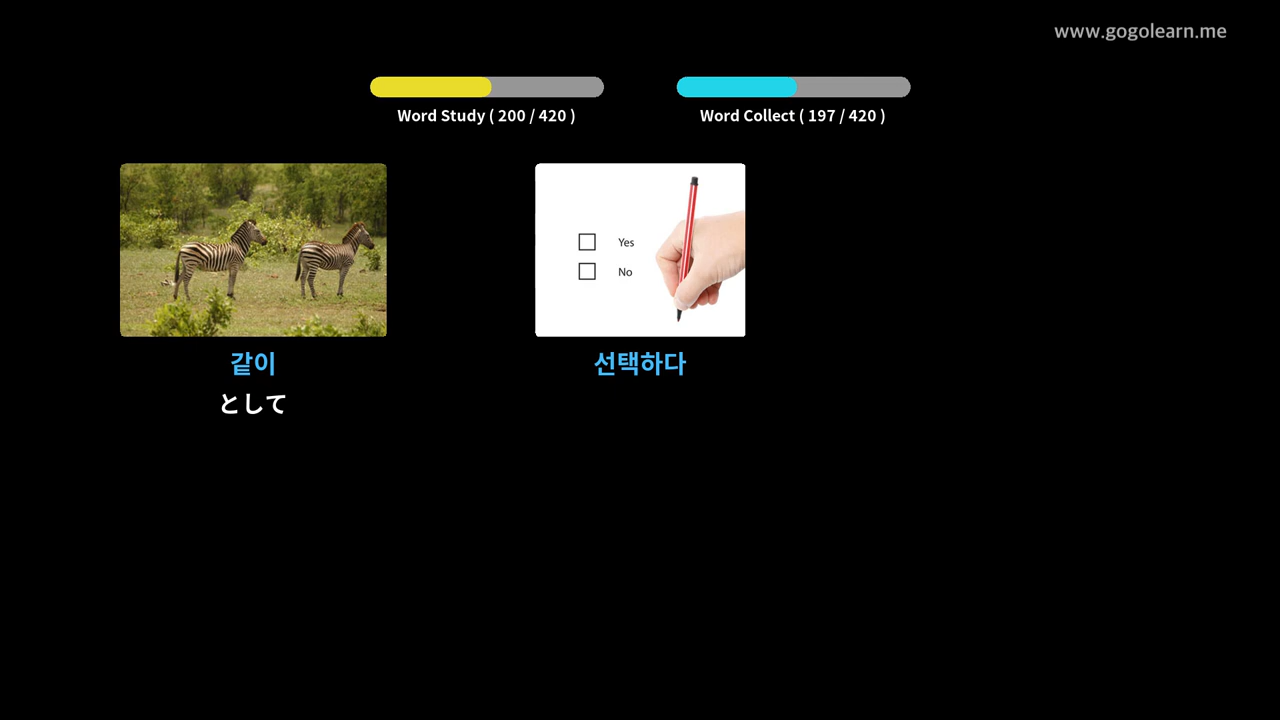 www.gogolearn.me
Word Study ( 200 / 420 )
Word Collect ( 197 / 420 )
Yes
No
같이
선택하다
として